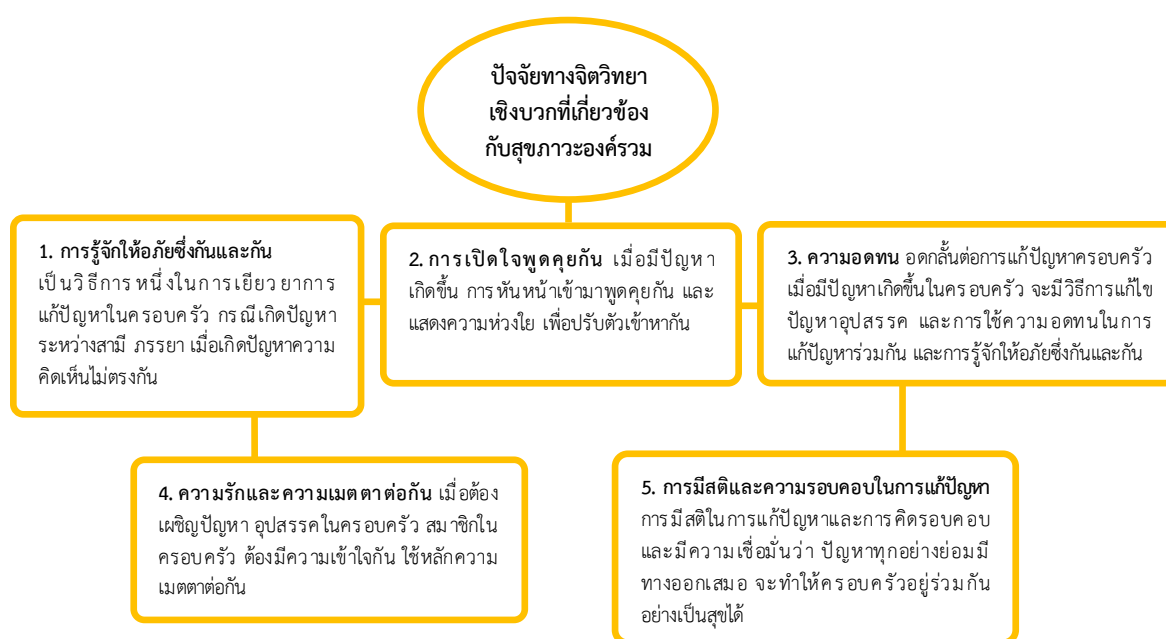 ปัจจัยทางจิตวิทยา
เชิงบวกที่เกี่ยวข้อง
กับสุขภาวะองค์รวม
1. การรู้จักให้อภัยซึ่งกันและกัน
เป็นวิธีการหนึ่งในการเยียวยาการ
แก้ปัญหาในครอบครัว กรณีเกิดปัญหา
ระหว่างสามี ภรรยา เมื่อเกิดปัญหาความ
คิดเห็นไม่ตรงกัน
2. การเปิดใจพูดคุยกัน เมื่อมีปัญหา
เกิดขึ้น การหันหน้าเข้ามาพูดคุยกัน และ
แสดงความห่วงใย เพื่อปรับตัวเข้าหากัน
3. ความอดทน อดกลั้นต่อการแก้ปัญหาครอบครัว
เมื่อมีปัญหาเกิดขึ้นในครอบครัว จะมีวิธีการแก้ไข
ปัญหาอุปสรรค และการใช้ความอดทนในการ
แก้ปัญหาร่วมกัน และการรู้จักให้อภัยซึ่งกันและกัน
4. ความรักและความเมตตาต่อกัน เมื่อต้อง
เผชิญปัญหา อุปสรรคในครอบครัว สมาชิกใน
ครอบครัว ต้องมีความเข้าใจกัน ใช้หลักความ
เมตตาต่อกัน
5. การมีสติและความรอบคอบในการแก้ปัญหา
การมีสติในการแก้ปัญหาและการคิดรอบคอบ
และมีความเชื่อมั่นว่า ปัญหาทุกอย่างย่อมมี
ทางออกเสมอ จะทำให้ครอบครัวอยู่ร่วมกัน
อย่างเป็นสุขได้